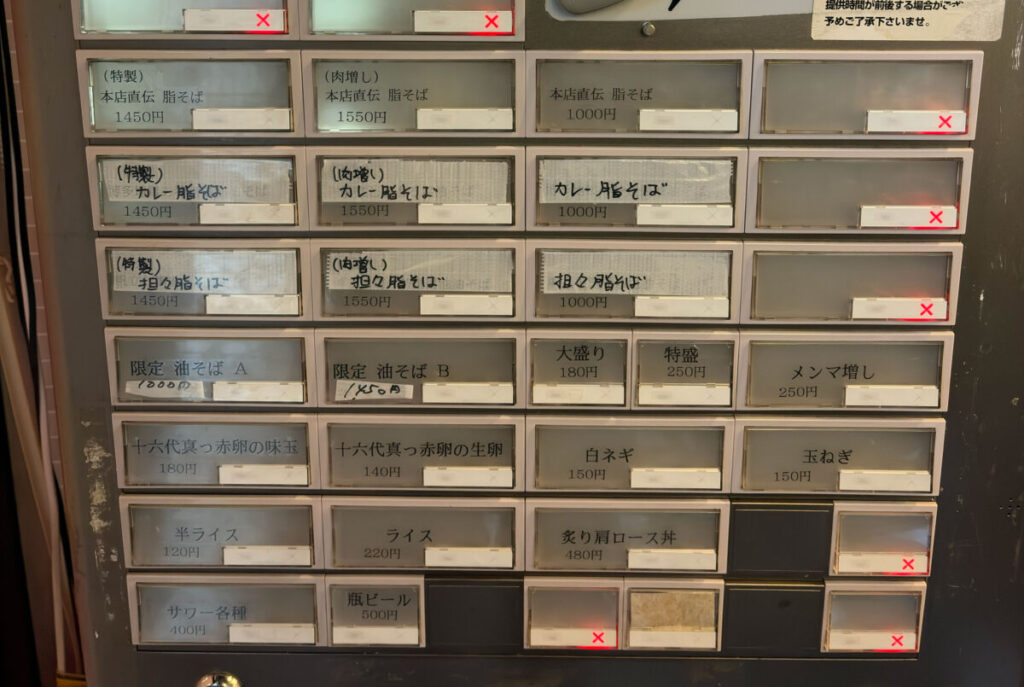 提供時間が前後する場合がござ
予めご了承下さいませ。
(特製)
本店直伝 脂そば
1450円
(肉増し)
本店直伝 脂そば
1550円
本店直伝 脂そば
1000円
(特製)
カレー脂そば
1450円
(肉増し)
カレー脂そば
1550円
カレー脂そば
1000円
(特製)
担々脂そば
1450円
(肉増し)
担々脂そば
1550円
担々脂そば
1000円
限定 油そば A
1000円
限定 油そば B
1450円
大盛り
180円
特盛
250円
メンマ増し
250円
十六代真っ赤卵の味玉
180円
十六代真っ赤卵の生卵
140円
白ネギ
150円
玉ねぎ
150円
半ライス
120円
ライス
220円
炙り肩ロース丼
480円
サワー各種
400円
瓶ビール
500円